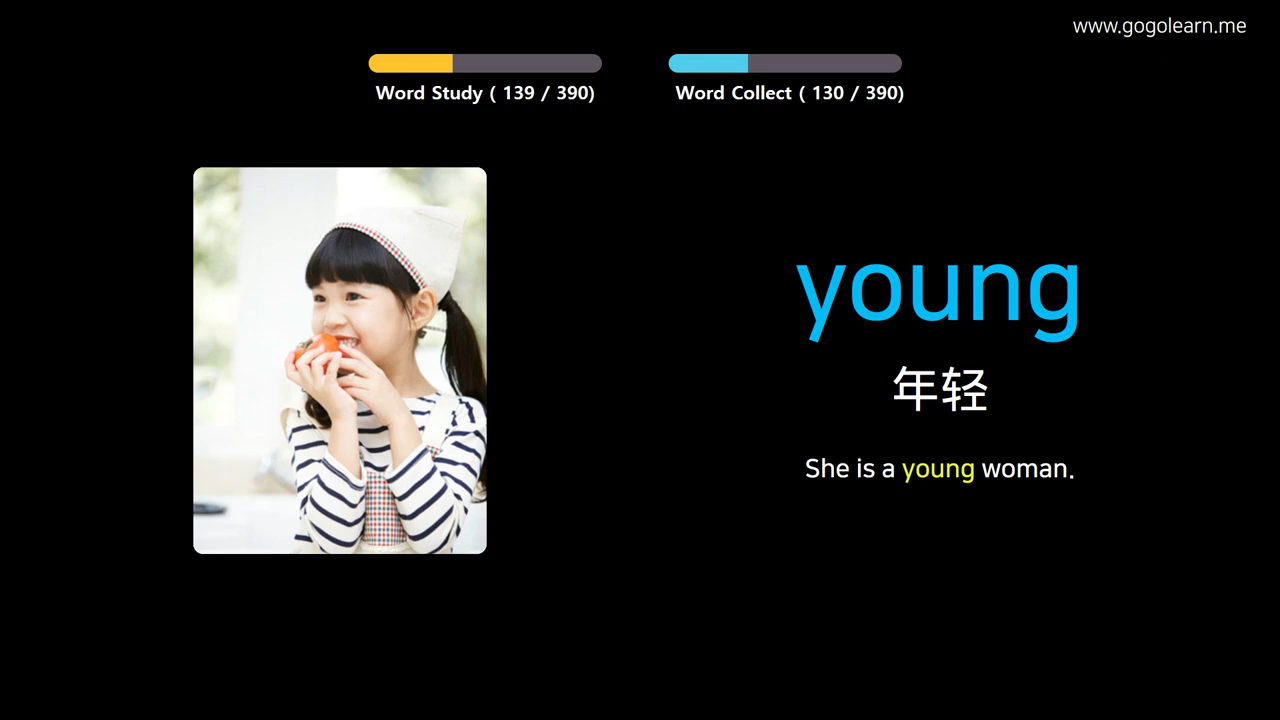 www.gogolearn.me
Word Study ( 139 / 390)
Word Collect ( 130 / 390)
young
年轻
She is a young woman.